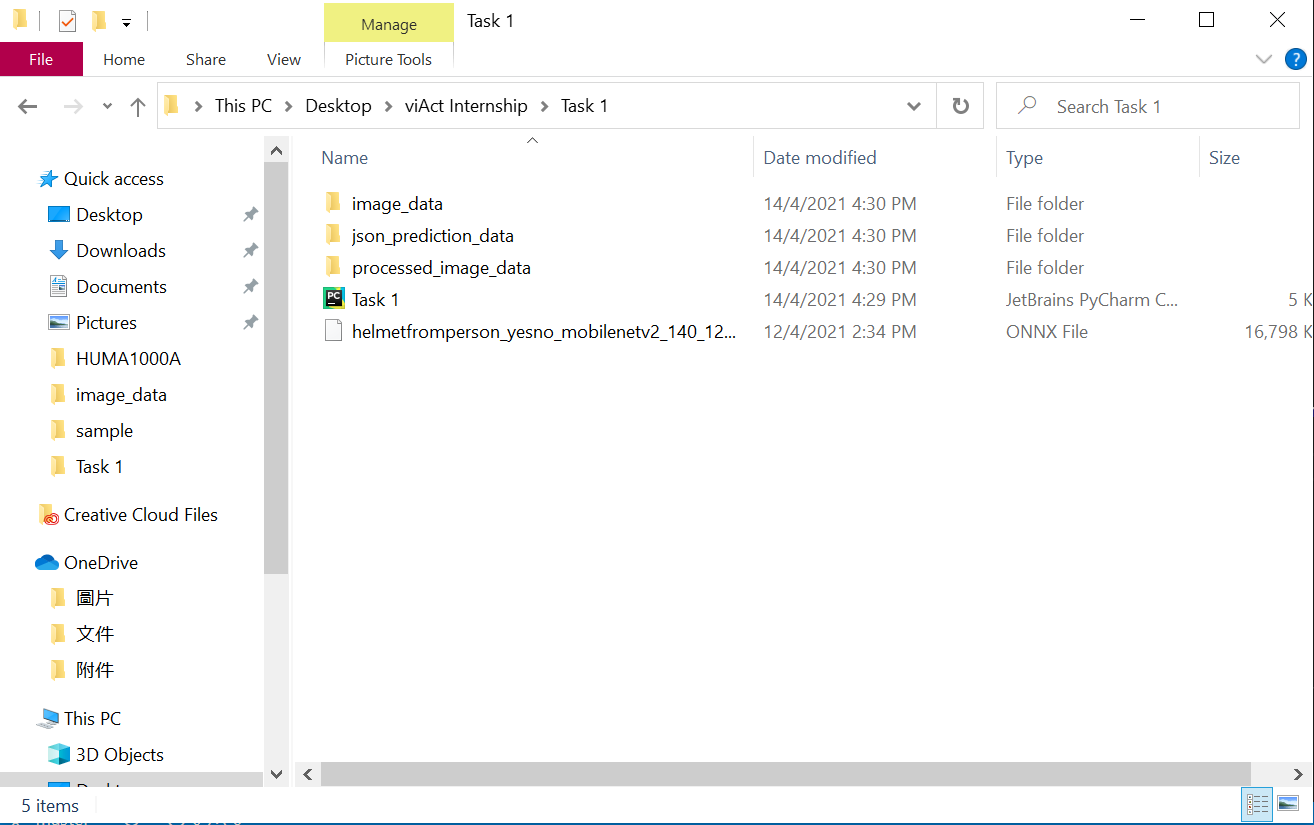 Manage
Task 1
File
Home
Share
View
Picture Tools
This PC > Desktop > viAct Internship > Task 1
Search Task 1
Name
Date modified
Type
Size
Quick access
Desktop
Downloads
Documents
Pictures
HUMA1000A
image_data
sample
Task 1
Creative Cloud Files
OneDrive
圖片
文件
附件
This PC
3D Objects
image_data 14/4/2021 4:30 PM File folder
json_prediction_data 14/4/2021 4:30 PM File folder
processed_image_data 14/4/2021 4:30 PM File folder
Task 1 14/4/2021 4:29 PM JetBrains PyCharm C... 5 K
helmetfromperson_yesno_mobilenetv2_140_12... 12/4/2021 2:34 PM ONNX File 16,798 K
5 items